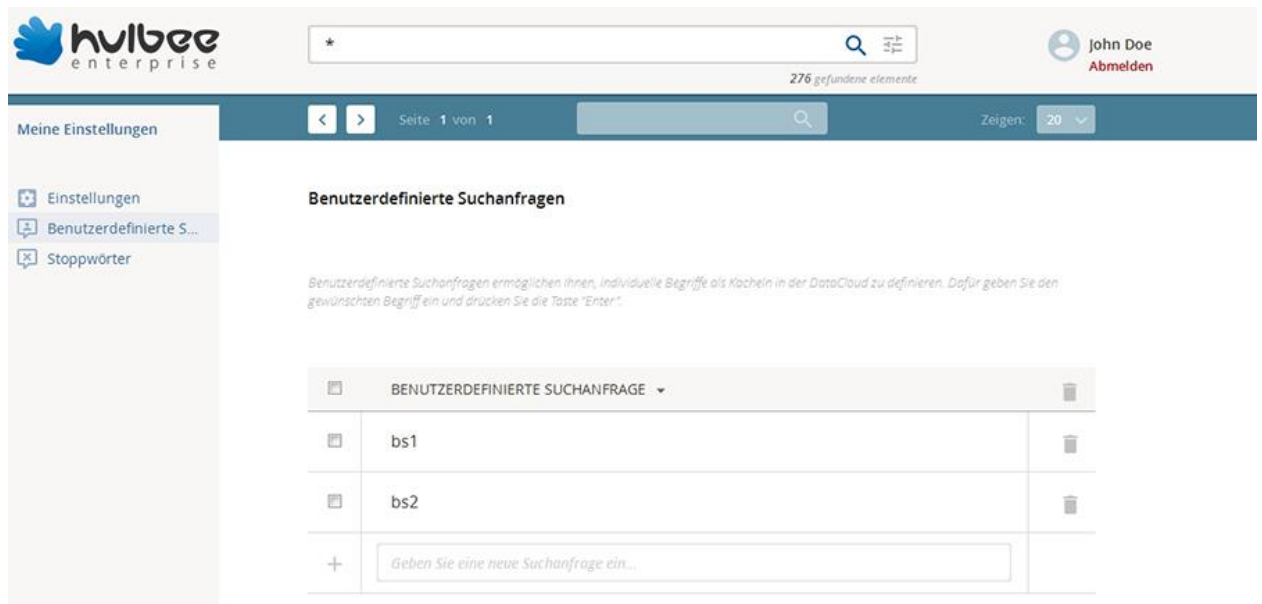 hulbee
enterprise
*
276 gefundene elemente
John Doe
Abmelden
Meine Einstellungen
Seite 1 von 1
Zeigen: 20
Einstellungen
Benutzerdefinierte S...
Stoppwörter
Benutzerdefinierte Suchanfragen
Benutzerdefinierte Suchanfragen ermöglichen Ihnen, individuelle Begriffe als Kacheln in der DataCloud zu definieren. Dafür geben Sie den
gewünschten Begriff ein und drücken Sie die Taste "Enter".
BENUTZERDEFINIERTE SUCHANFRAGE
bs1
bs2
Geben Sie eine neue Suchanfrage ein...